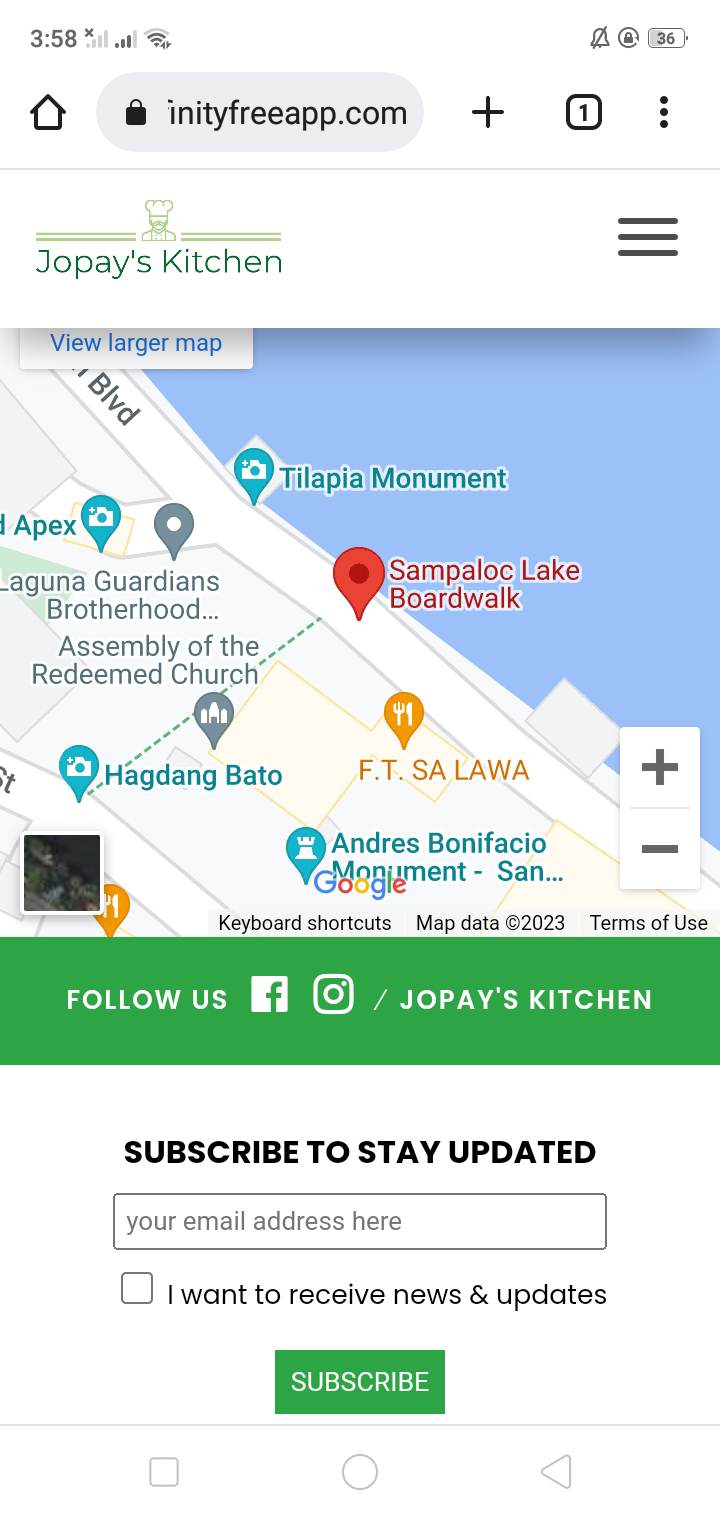 3:58
36
inityfreeapp.com
1
Jopay's Kitchen
View larger map
Blvd
Tilapia Monument
d Apex
Sampaloc Lake
Boardwalk
Laguna Guardians
Brotherhood...
Assembly of the
Redeemed Church
Hagdang Bato
F.T. SA LAWA
St
Andres Bonifacio
Monument - San...
Google
Keyboard shortcuts
Map data ©2023
Terms of Use
FOLLOW US / JOPAY'S KITCHEN
SUBSCRIBE TO STAY UPDATED
your email address here
I want to receive news & updates
SUBSCRIBE